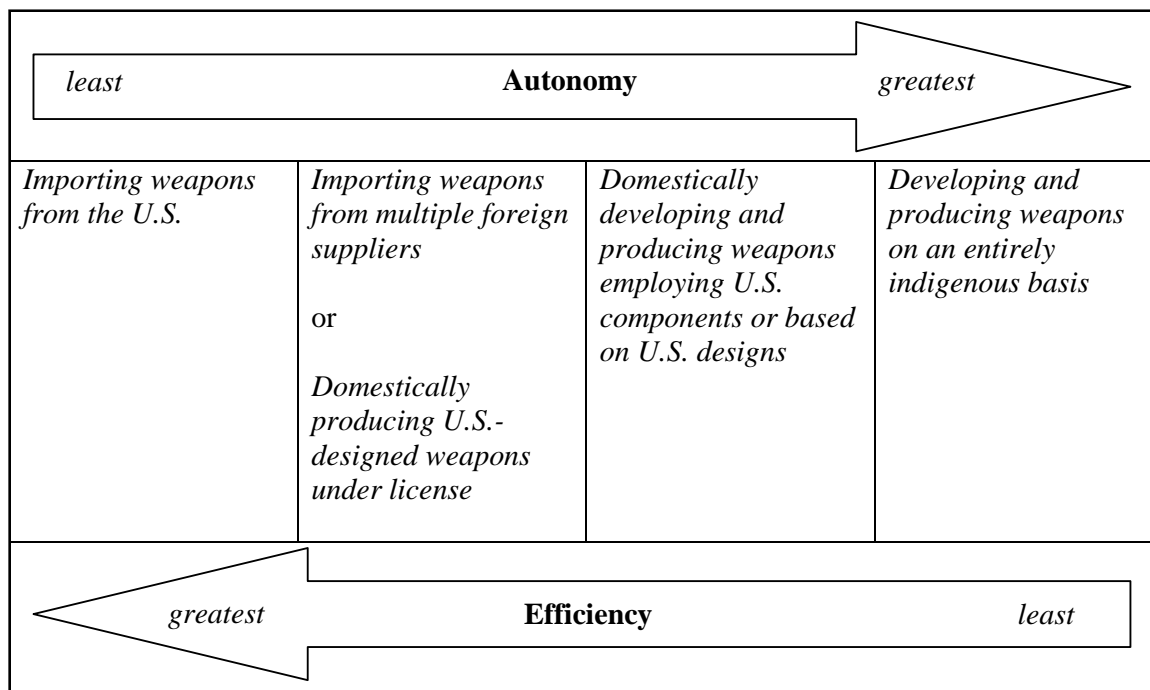 least Autonomy greatest
Importing weapons
from the U.S.
Importing weapons
from multiple foreign
suppliers
or
Domestically
producing U.S.-
designed weapons
under license
Domestically
developing and
producing weapons
employing U.S.
components or based
on U.S. designs
Developing and
producing weapons
on an entirely
indigenous basis
greatest Efficiency least